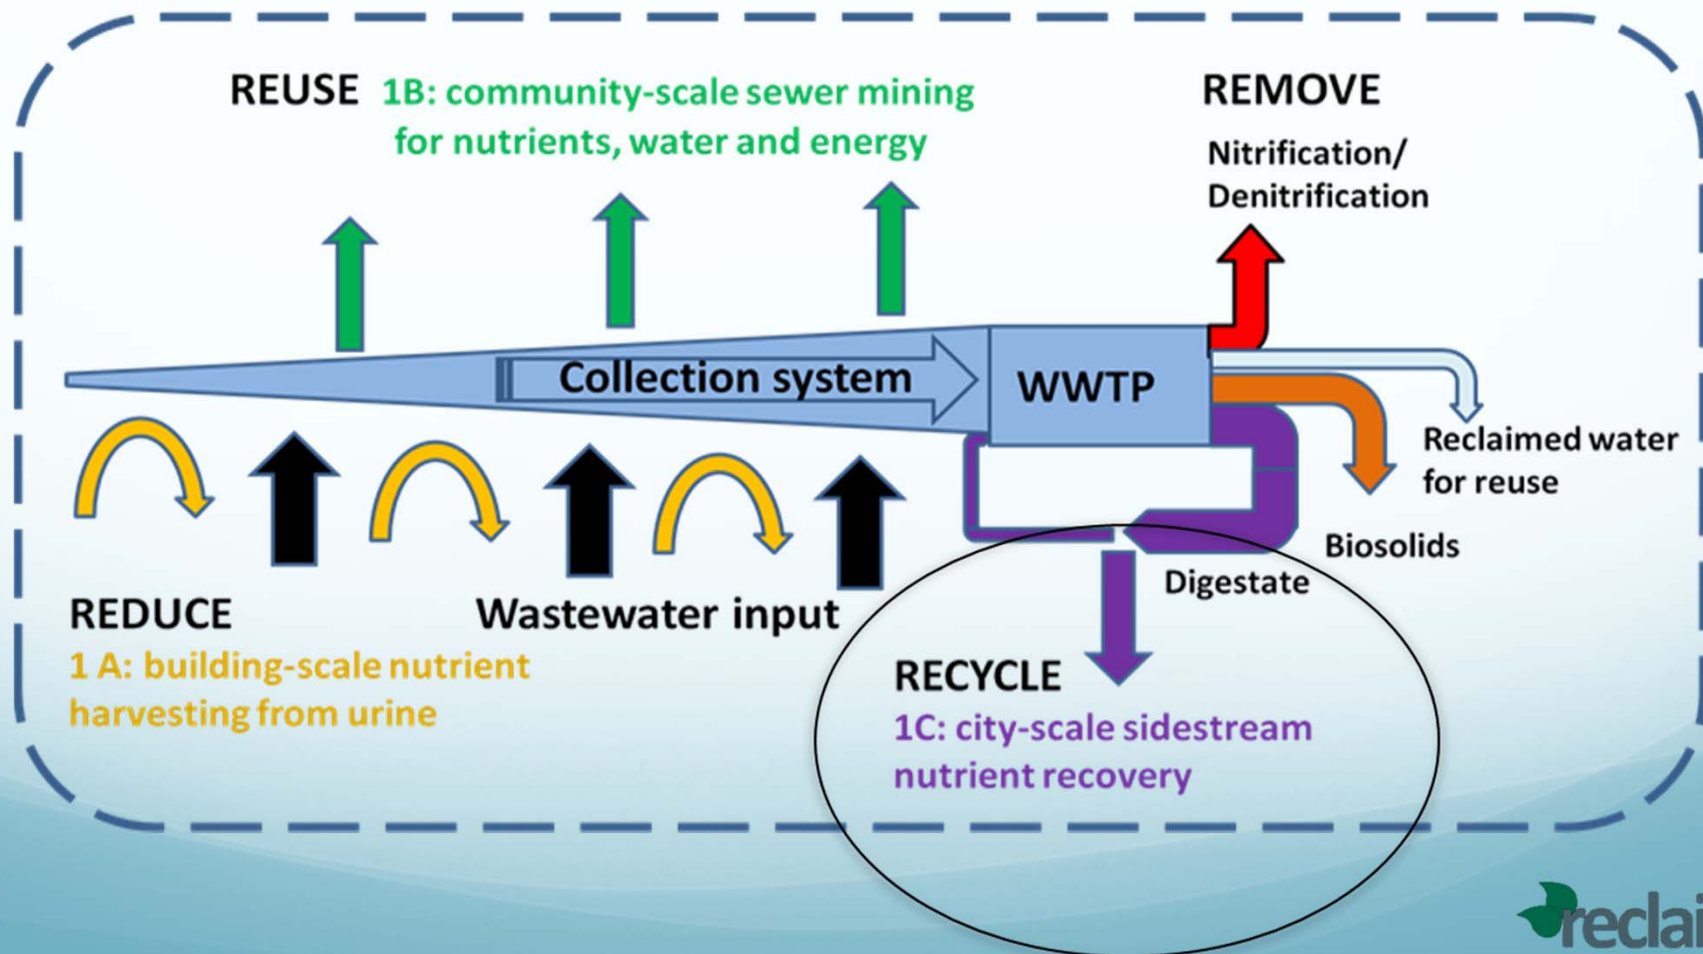 REUSE 1B: community-scale sewer mining
for nutrients, water and energy
REMOVE
Nitrification/
Denitrification
Collection system
WWTP
Reclaimed water
for reuse
Biosolids
Digestate
REDUCE
1 A: building-scale nutrient
harvesting from urine
Wastewater input
RECYCLE
1C: city-scale sidestream
nutrient recovery
reclai